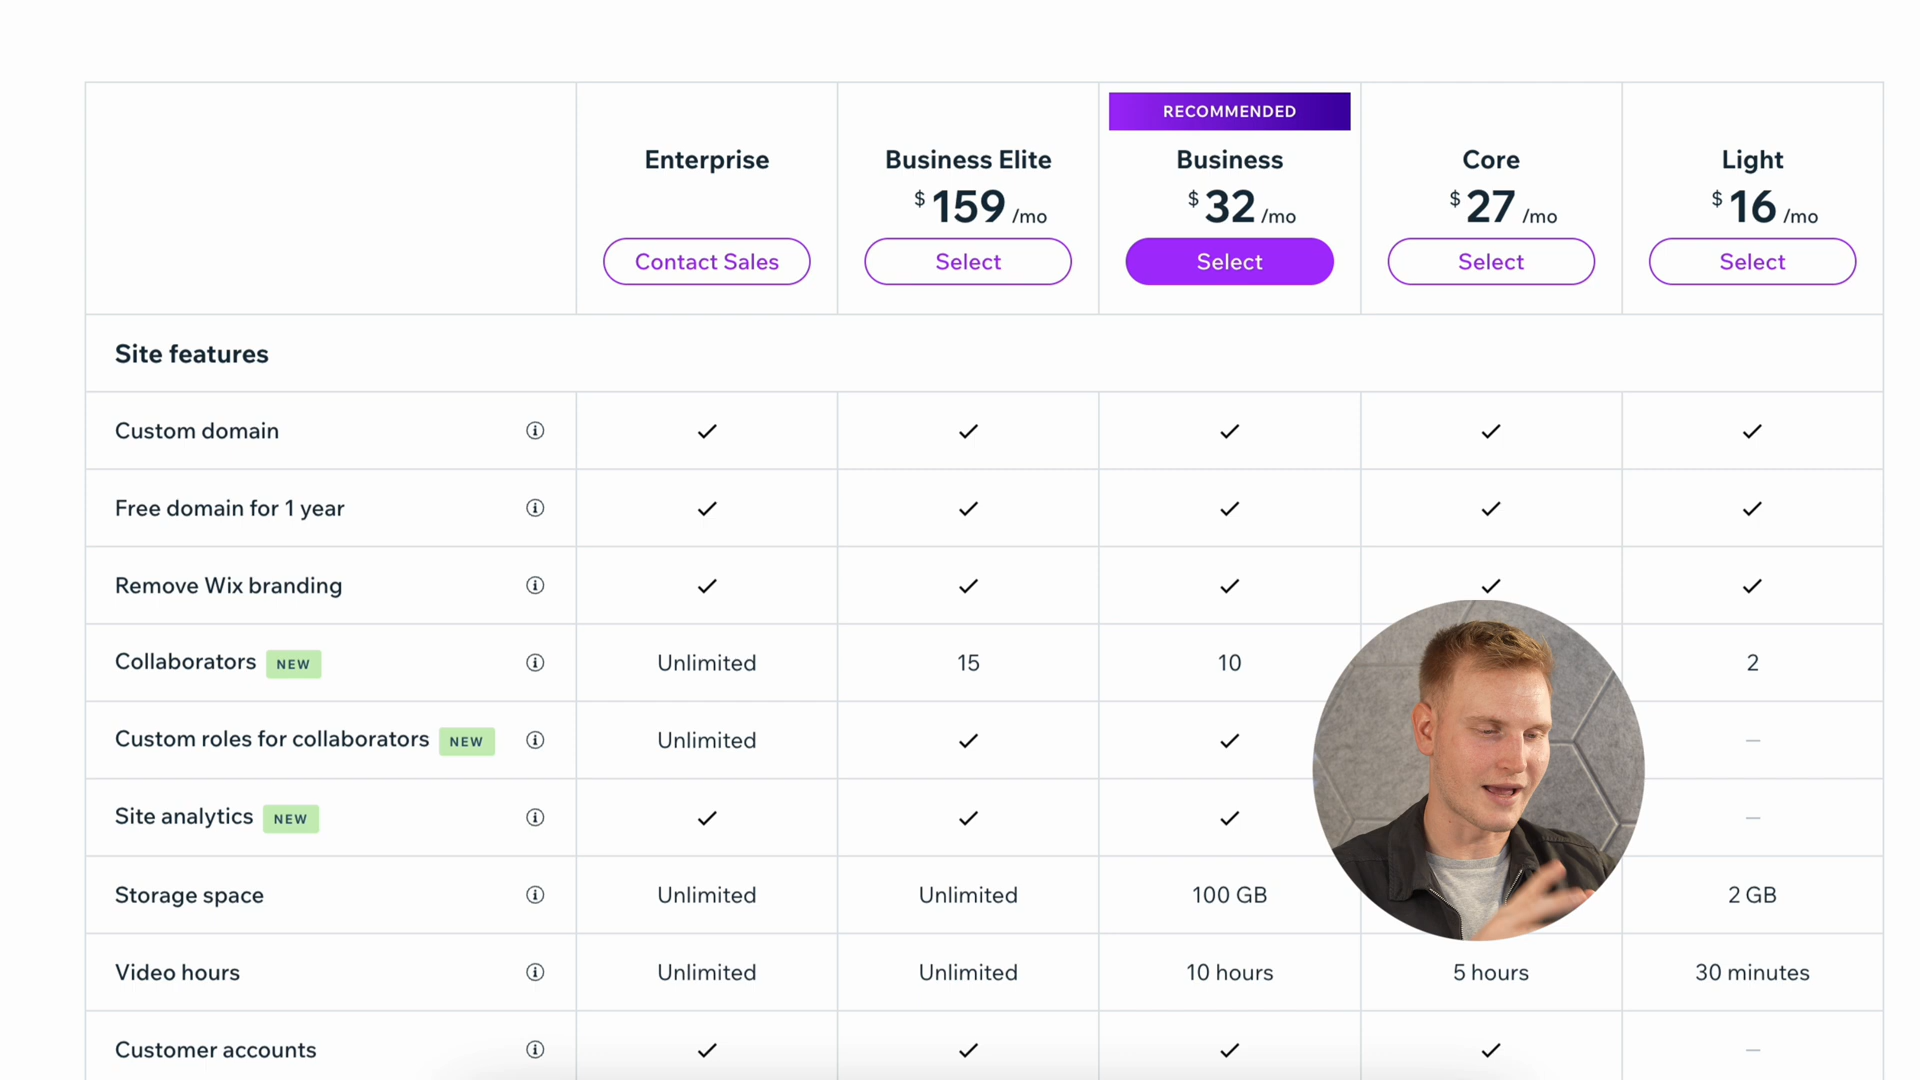 RECOMMENDED
Enterprise Business Elite Business Core Light
$159/mo $32/mo $27/mo $16/mo
Contact Sales Select Select Select Select
Site features
Custom domain
Free domain for 1 year
Remove Wix branding
Collaborators NEW Unlimited 15 10 2
Custom roles for collaborators NEW Unlimited
Site analytics NEW
Storage space Unlimited Unlimited 100 GB 2 GB
Video hours Unlimited Unlimited 10 hours 5 hours 30 minutes
Customer accounts